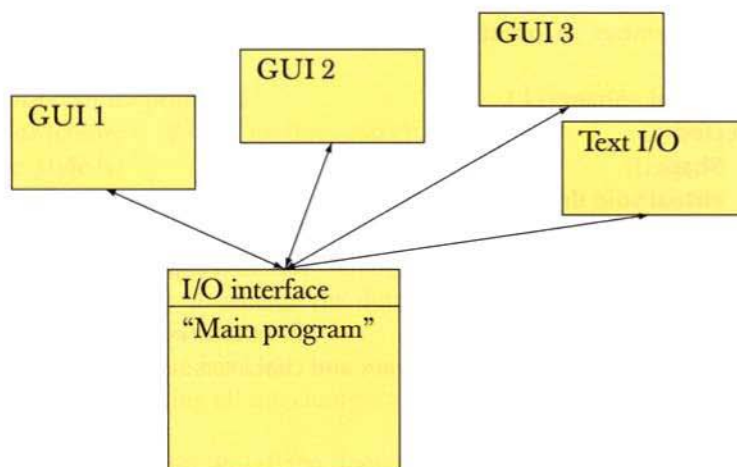 GUI 3
GUI 2
GUI 1
Text I/O
I/O interface
“Main program”